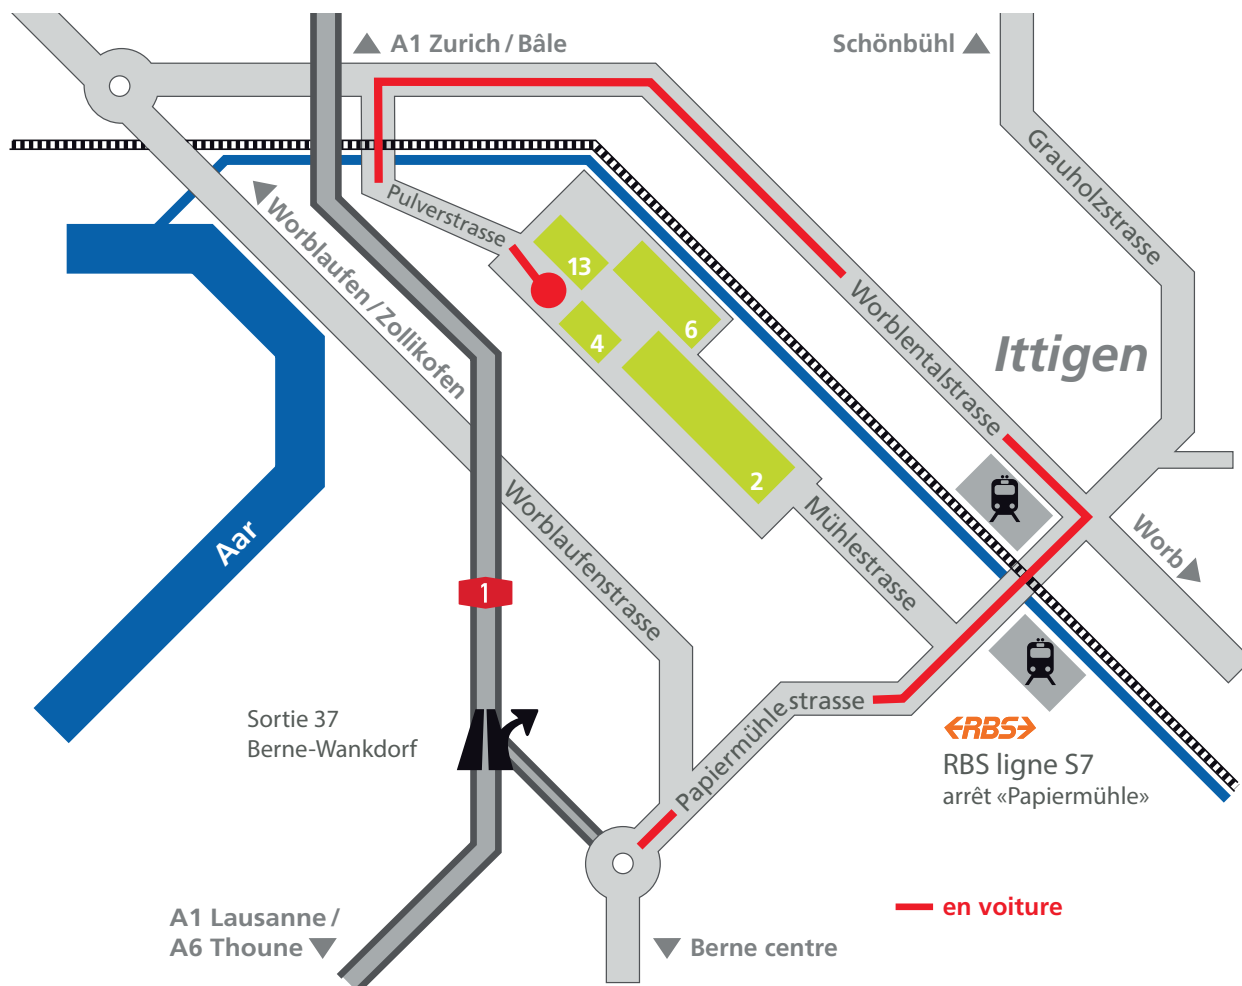 A1 Zurich / Bâle
Schönbühl
Grauholzstrasse
Pulverstrasse
Worblaufen / Zollikofen
13
6
4
2
Worblentalstrasse
Ittigen
Aar
Worblaufenstrasse
Mühlestrasse
Worb
1
Sortie 37
Berne-Wankdorf
Papiermühlestrasse
RBS
RBS ligne S7
arrêt «Papiermühle»
A1 Lausanne /
A6 Thoune
Berne centre
en voiture